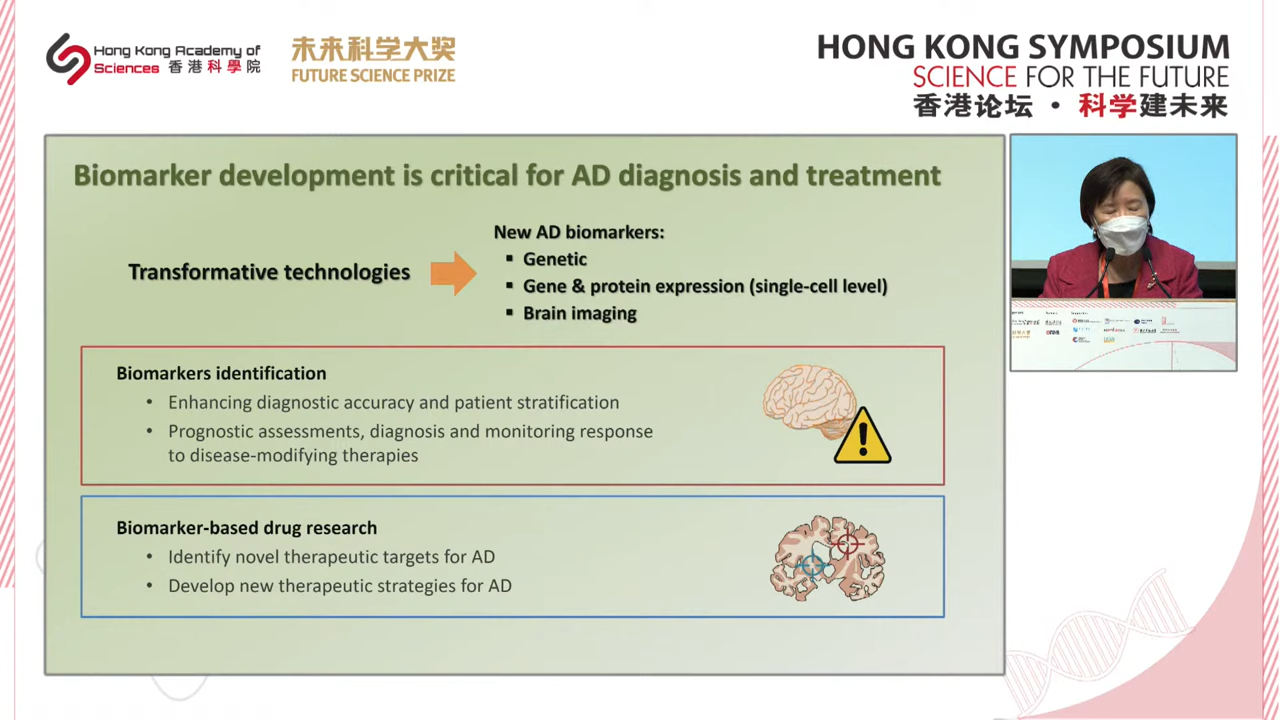 Hong Kong Academy of
Sciences 香港科學院
未来科学大奖
FUTURE SCIENCE PRIZE
HONG KONG SYMPOSIUM
SCIENCE FOR THE FUTURE
香港论坛 · 科学建未来
Biomarker development is critical for AD diagnosis and treatment
Transformative technologies
New AD biomarkers:
▪ Genetic
▪ Gene & protein expression (single-cell level)
▪ Brain imaging
Biomarkers identification
• Enhancing diagnostic accuracy and patient stratification
• Prognostic assessments, diagnosis and monitoring response
to disease-modifying therapies
Biomarker-based drug research
• Identify novel therapeutic targets for AD
• Develop new therapeutic strategies for AD